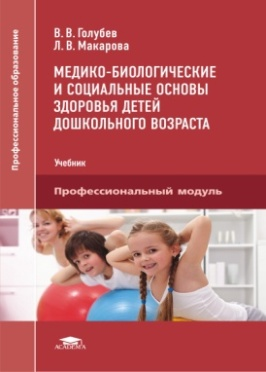 Профессиональное образование
В. В. Голубев
Л. В. Макарова
МЕДИКО-БИОЛОГИЧЕСКИЕ
И СОЦИАЛЬНЫЕ ОСНОВЫ
ЗДОРОВЬЯ ДЕТЕЙ
ДОШКОЛЬНОГО ВОЗРАСТА
Учебник
Профессиональный модуль
ACADEMA